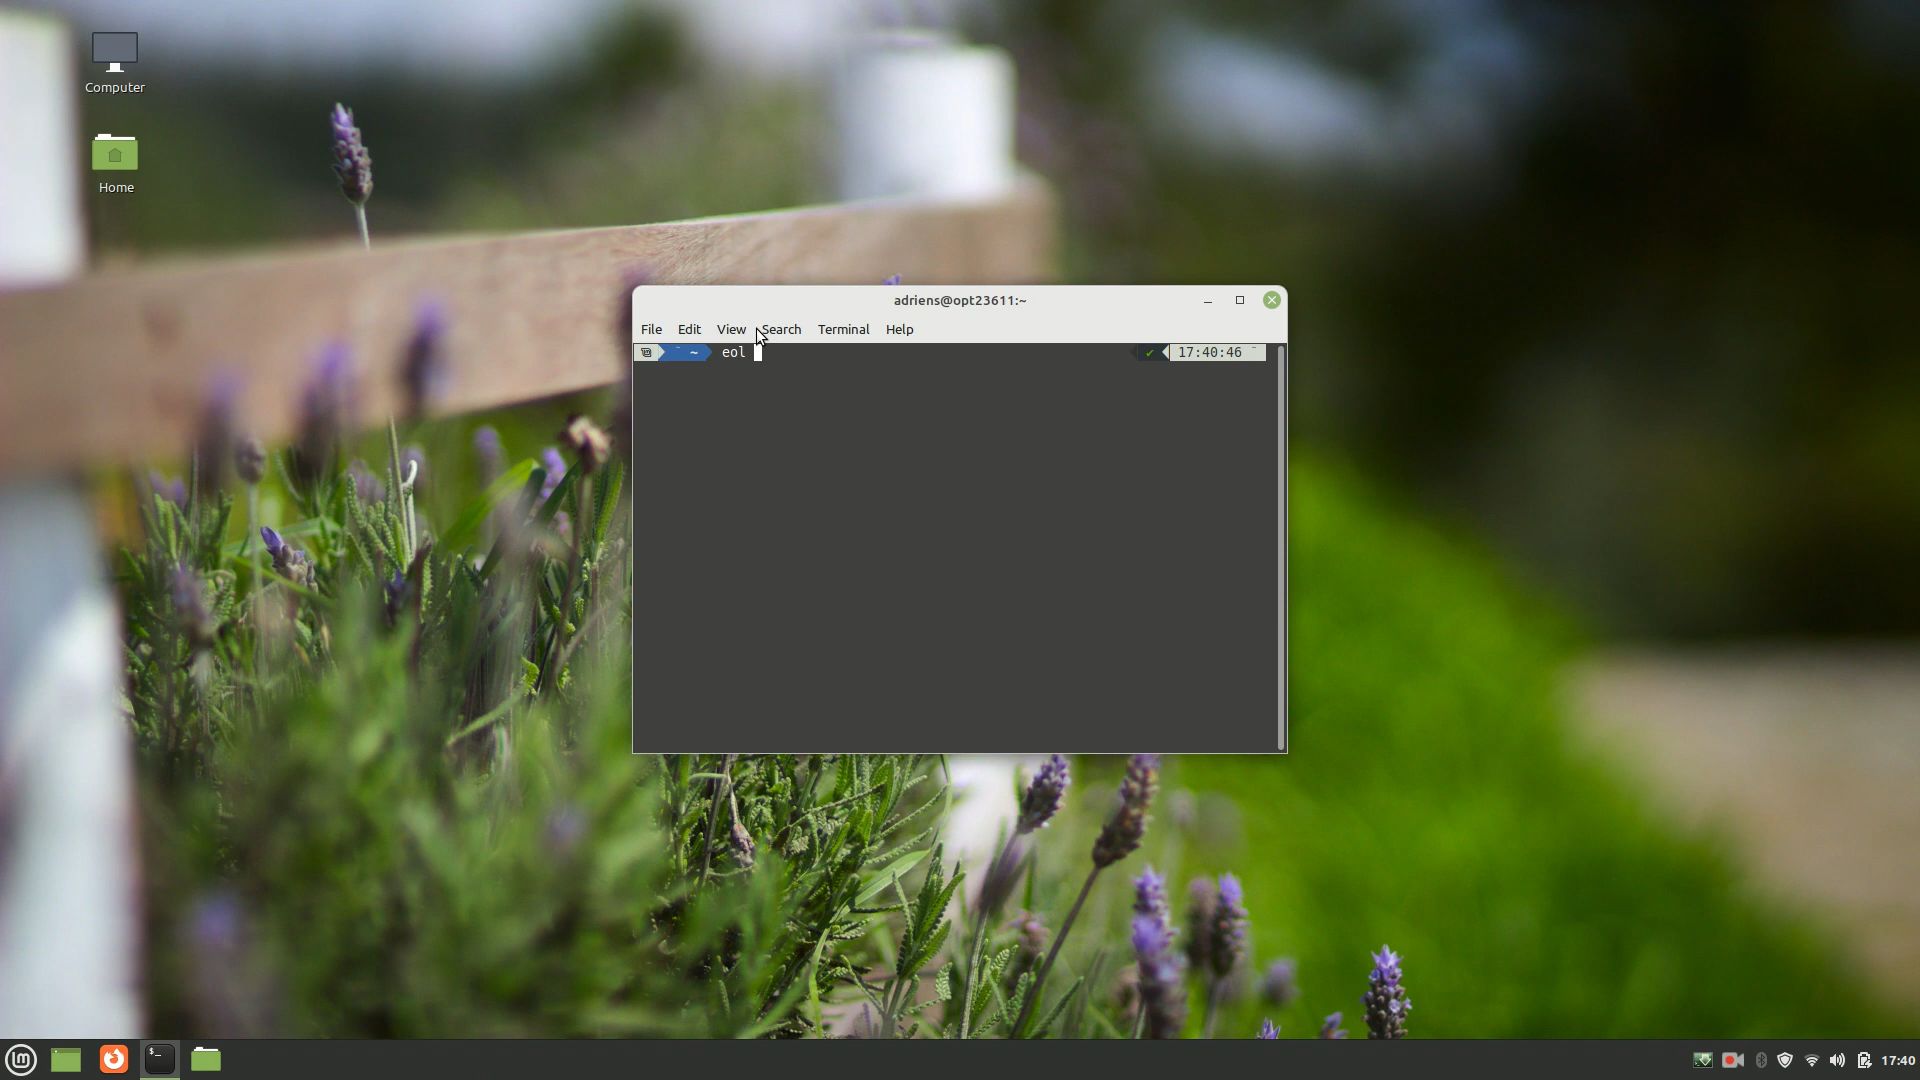 Computer
Home
adriens@opt23611:~
File Edit View Search Terminal Help
~ eol ✔ 17:40:46
$_
17:40